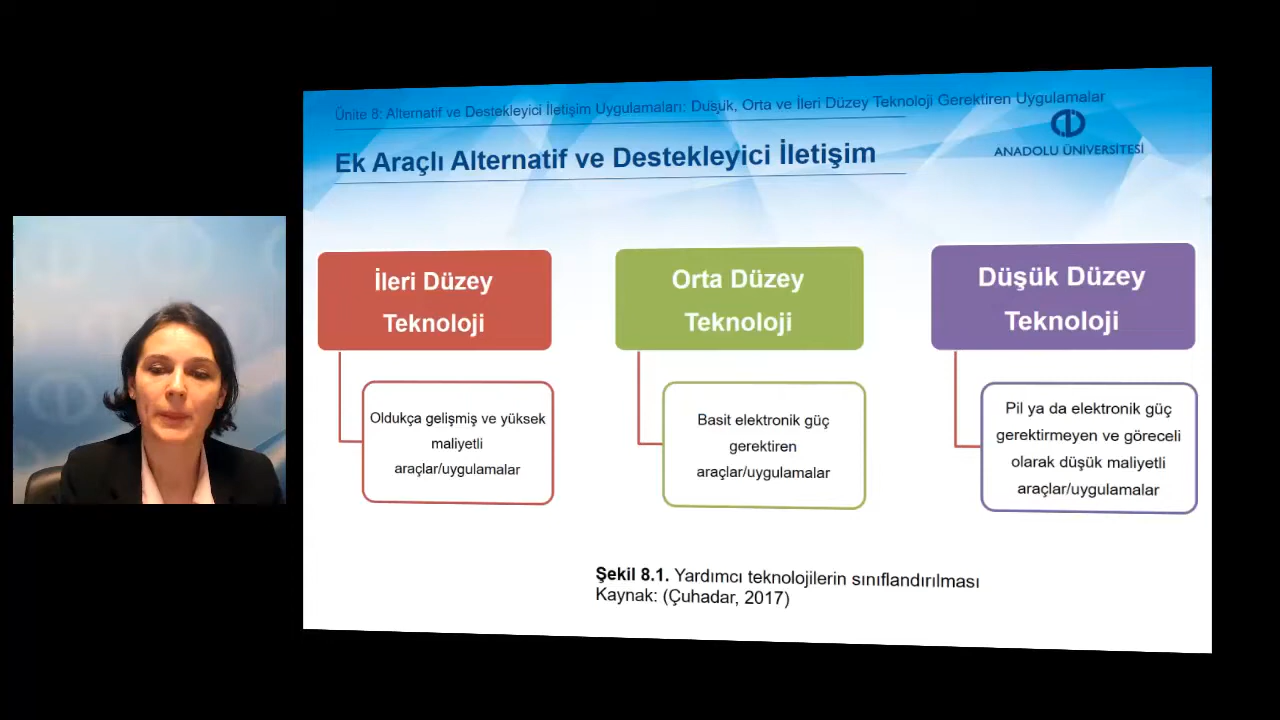 Ünite 8: Alternatif ve Destekleyici İletişim Uygulamaları: Düşük, Orta ve İleri Düzey Teknoloji Gerektiren Uygulamalar
ANADOLU ÜNİVERSİTESİ
Ek Araçlı Alternatif ve Destekleyici İletişim
İleri Düzey
Teknoloji
Oldukça gelişmiş ve yüksek
maliyetli
araçlar/uygulamalar
Orta Düzey
Teknoloji
Basit elektronik güç
gerektiren
araçlar/uygulamalar
Düşük Düzey
Teknoloji
Pil ya da elektronik güç
gerektirmeyen ve göreceli
olarak düşük maliyetli
araçlar/uygulamalar
Şekil 8.1. Yardımcı teknolojilerin sınıflandırılması
Kaynak: (Çuhadar, 2017)